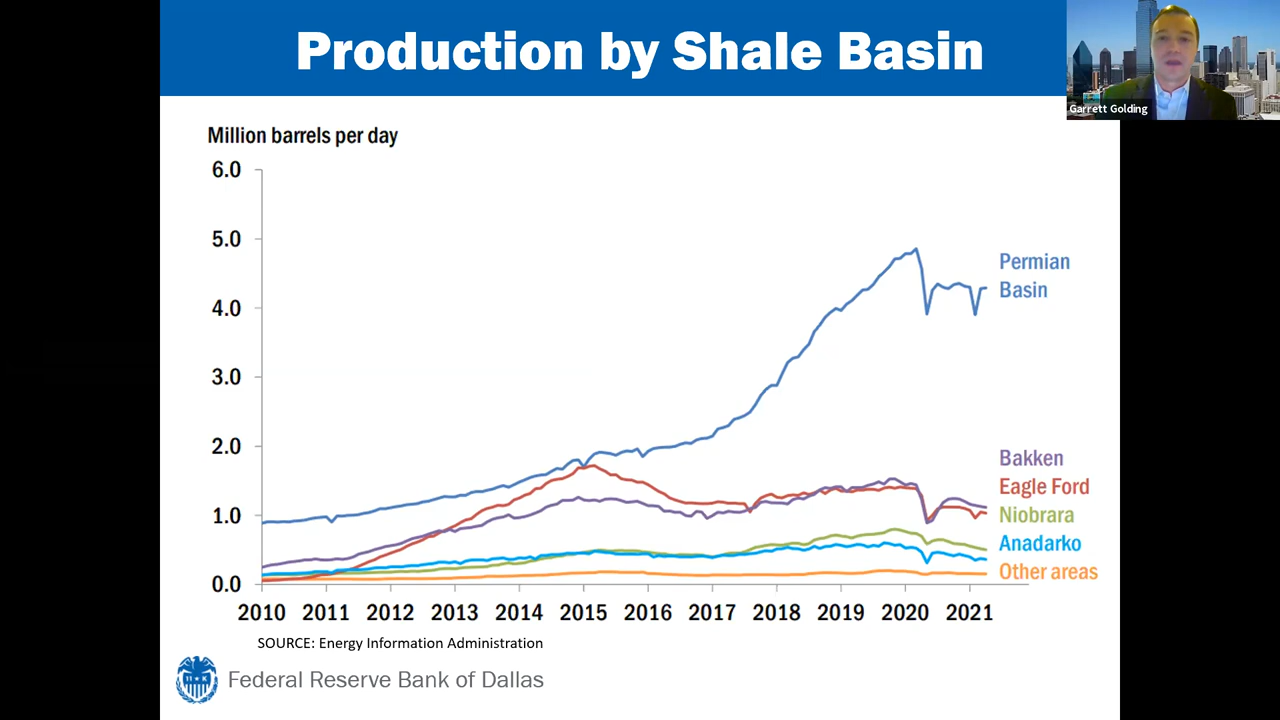 Production by Shale Basin
Garrett Golding
Million barrels per day
6.0
5.0
4.0
3.0
2.0
1.0
0.0
Permian
Basin
Bakken
Eagle Ford
Niobrara
Anadarko
Other areas
2010 2011 2012 2013 2014 2015 2016 2017 2018 2019 2020 2021
SOURCE: Energy Information Administration
Federal Reserve Bank of Dallas